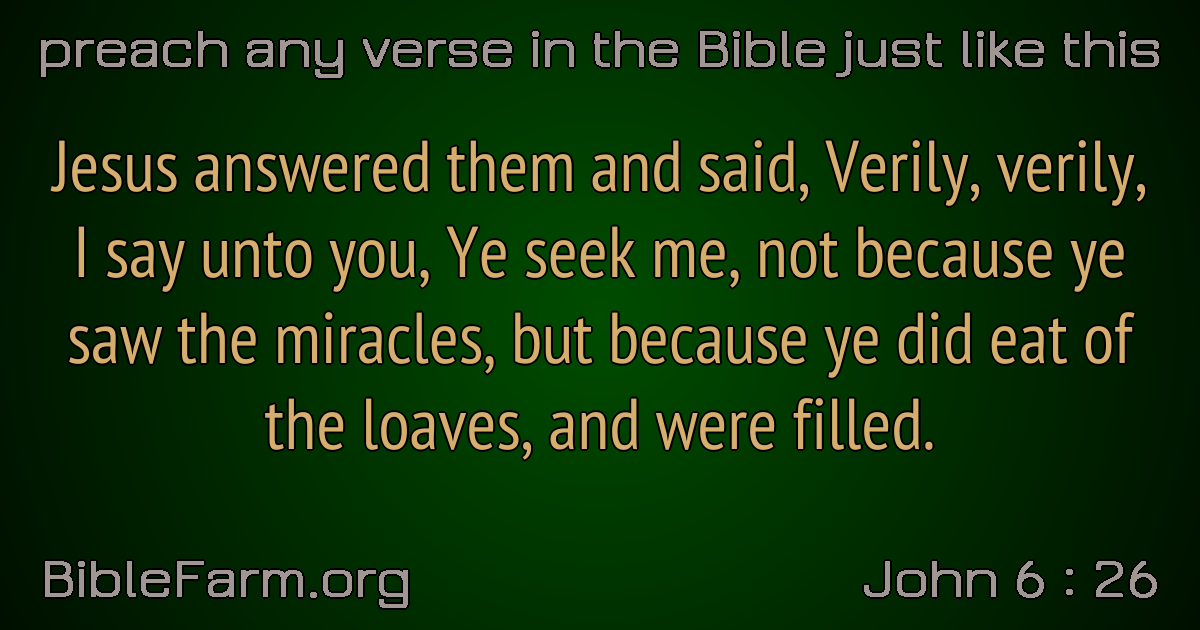 preach any verse in the Bible just like this
Jesus answered them and said, Verily, verily,
I say unto you, Ye seek me, not because ye
saw the miracles, but because ye did eat of
the loaves, and were filled.
BibleFarm.org
John 6 : 26